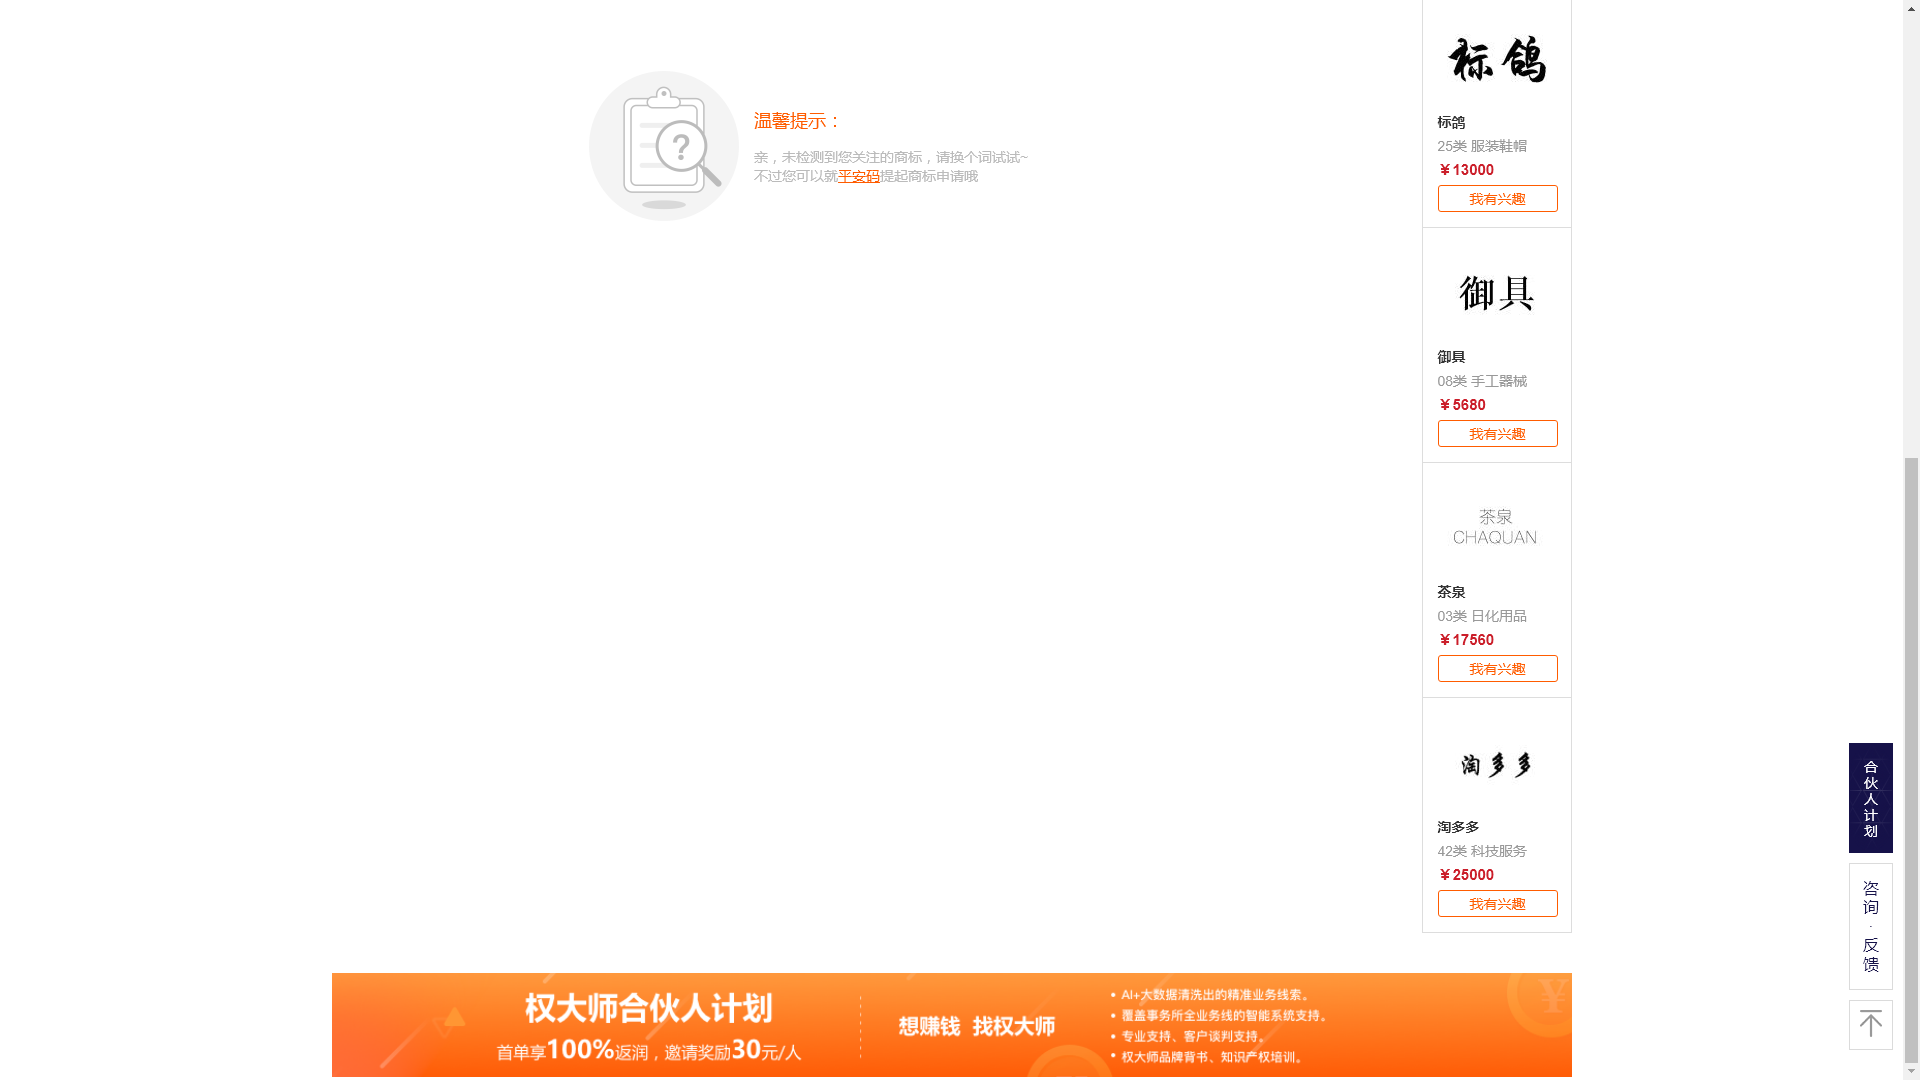 温馨提示：
亲，未检测到您关注的商标，请换个词试试~
不过您可以就平安码提起商标申请哦
标鸽
标鸽
25类 服装鞋帽
￥13000
我有兴趣
御具
御具
08类 手工器械
￥5680
我有兴趣
茶泉
CHAQUAN
茶泉
03类 日化用品
￥17560
我有兴趣
淘多多
淘多多
42类 科技服务
￥25000
我有兴趣
合伙人计划
咨询·反馈
权大师合伙人计划
首单享100%返润，邀请奖励30元/人
想赚钱 找权大师
• AI+大数据清洗出的精准业务线索。
• 覆盖事务所全业务线的智能系统支持。
• 专业支持、客户谈判支持。
• 权大师品牌背书、知识产权培训。